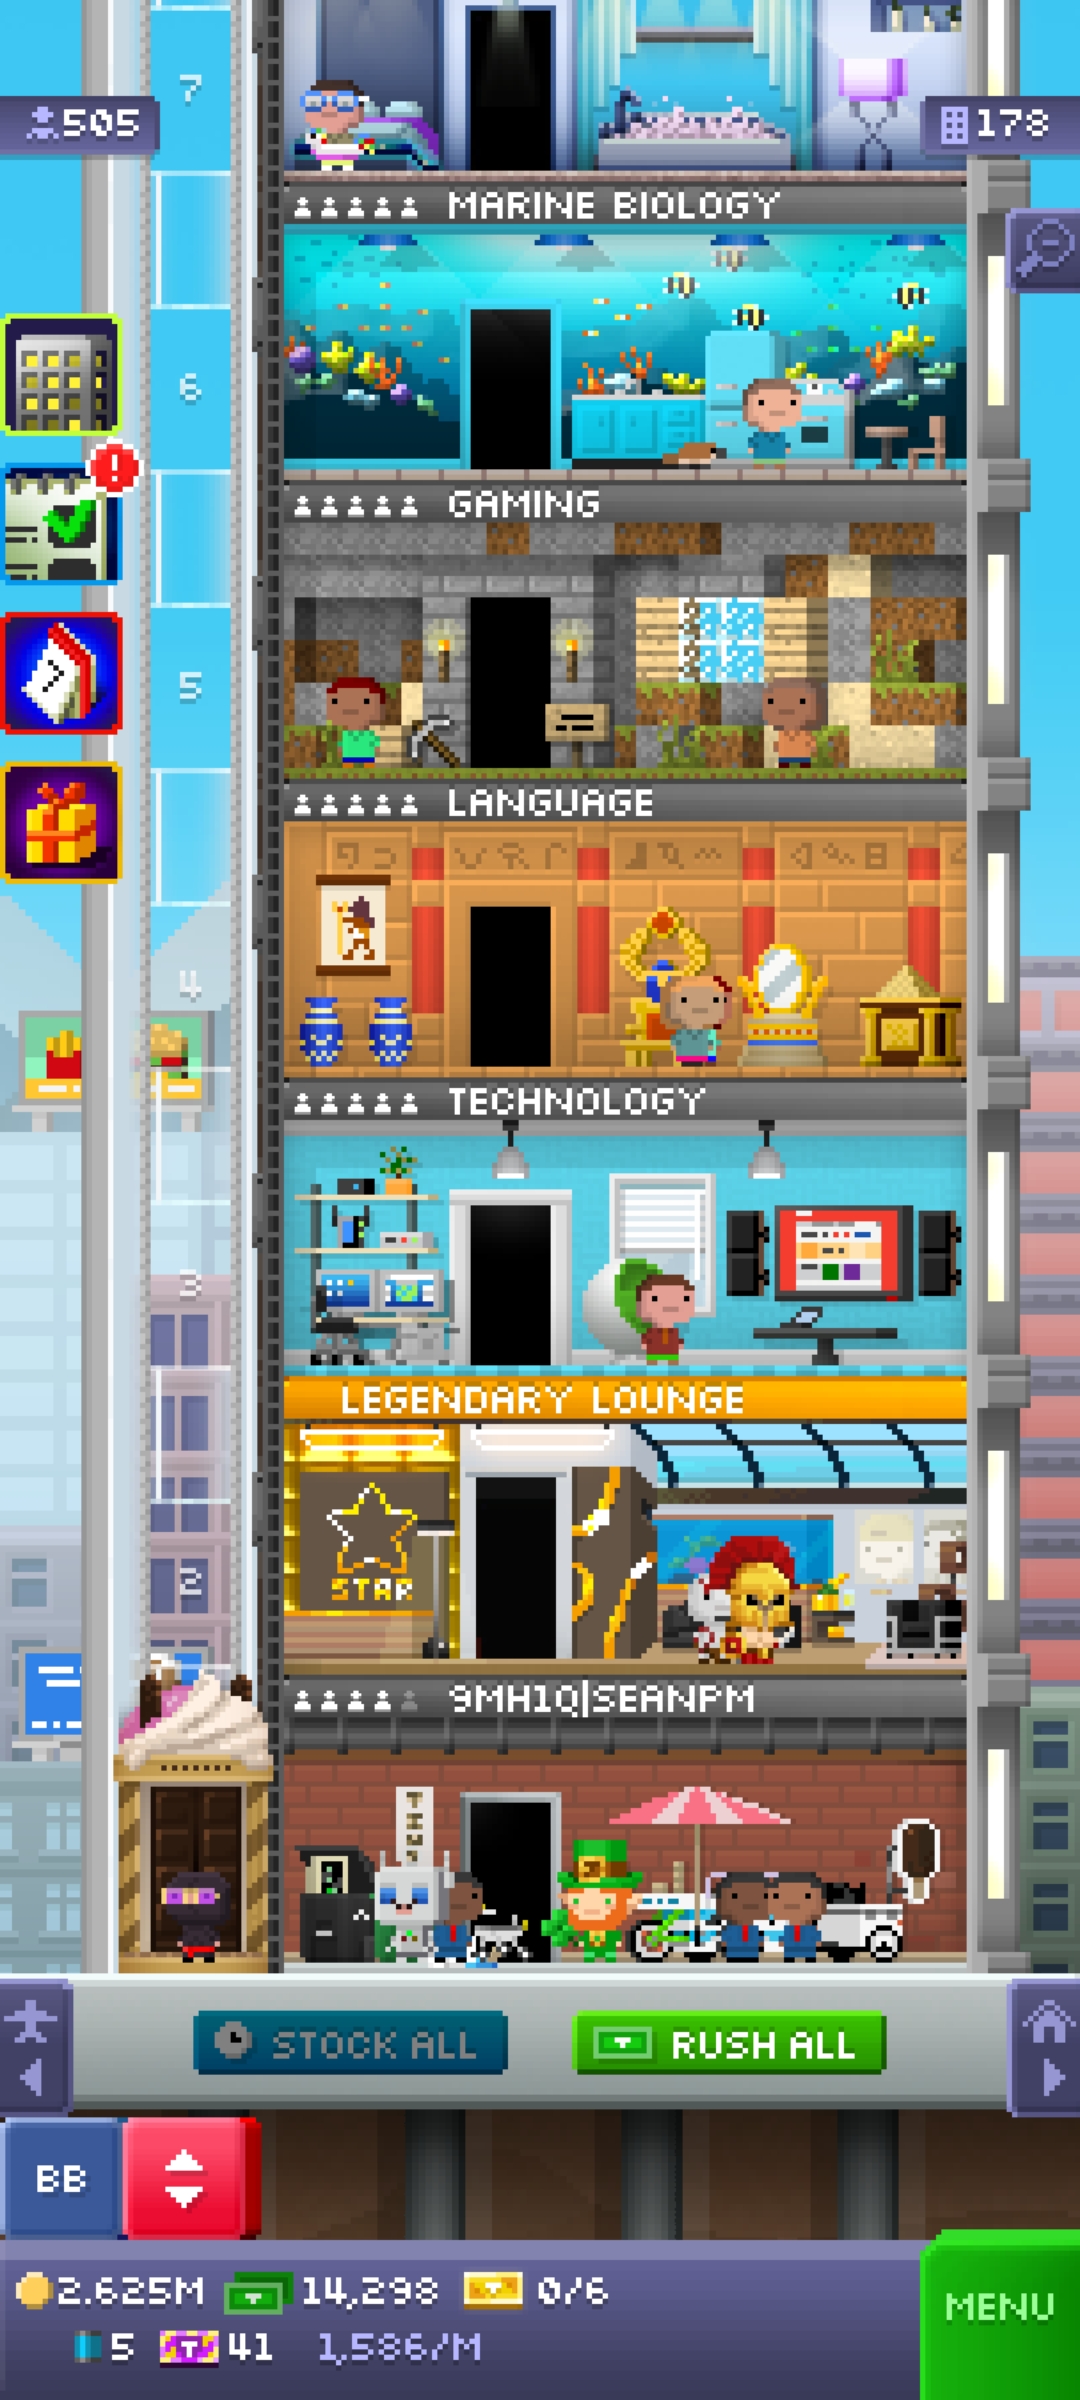 7
505
178
MARINE BIOLOGY
6
GAMING
5
LANGUAGE
4
TECHNOLOGY
3
LEGENDARY LOUNGE
STAR
2
9MH1Q|SEANPM
STOCK ALL
RUSH ALL
BB
2.625M
14,298
0/6
MENU
5
T
41
1,586/M